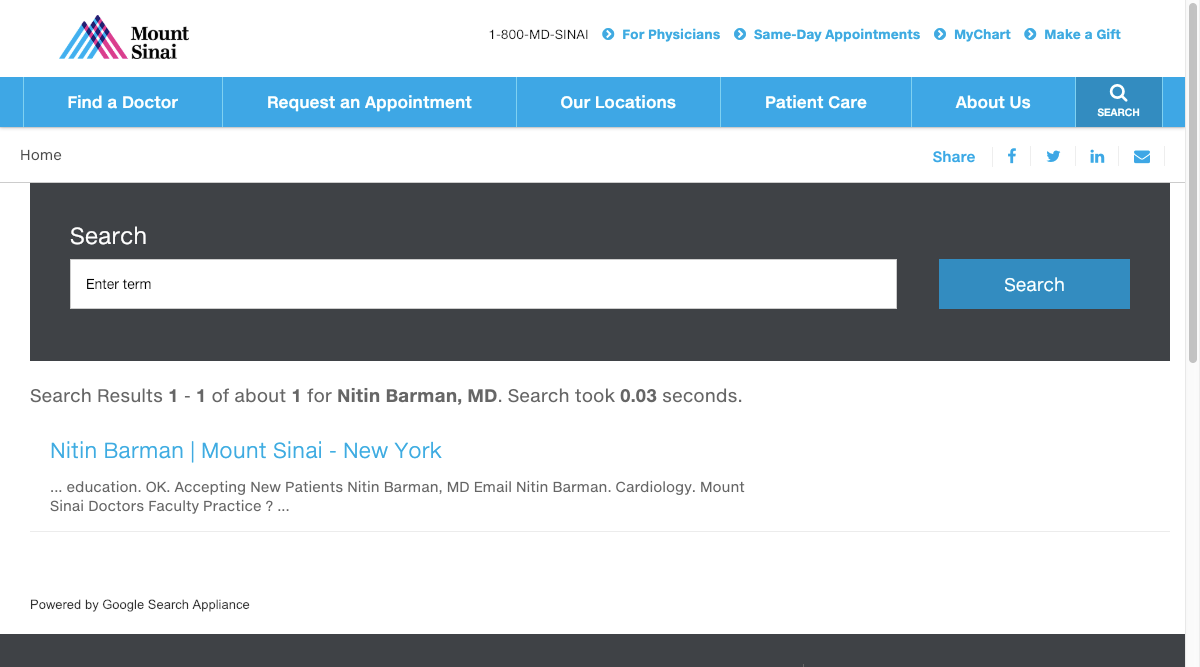 Mount
Sinai
1-800-MD-SINAI For Physicians Same-Day Appointments MyChart Make a Gift
Find a Doctor Request an Appointment Our Locations Patient Care About Us SEARCH
Home Share
Search
Enter term Search
Search Results 1 - 1 of about 1 for Nitin Barman, MD. Search took 0.03 seconds.
Nitin Barman | Mount Sinai - New York
... education. OK. Accepting New Patients Nitin Barman, MD Email Nitin Barman. Cardiology. Mount
Sinai Doctors Faculty Practice ? ...
Powered by Google Search Appliance